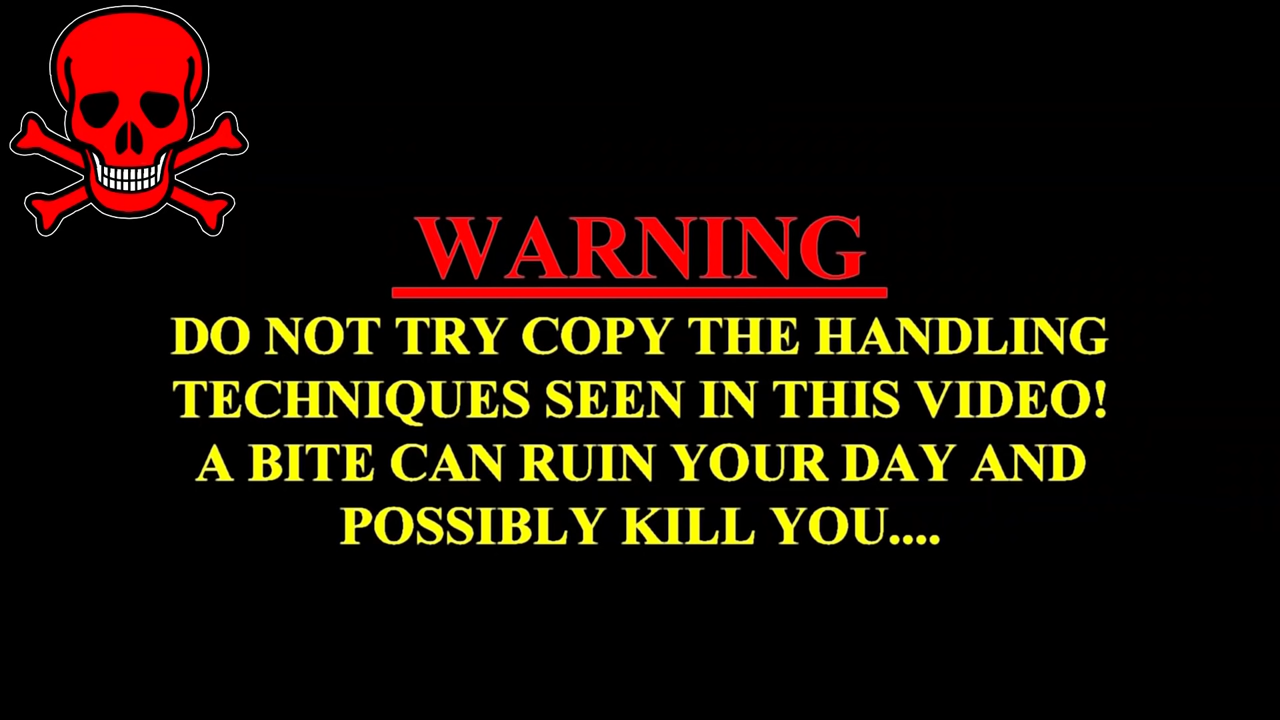 WARNING
DO NOT TRY COPY THE HANDLING
TECHNIQUES SEEN IN THIS VIDEO!
A BITE CAN RUIN YOUR DAY AND
POSSIBLY KILL YOU....